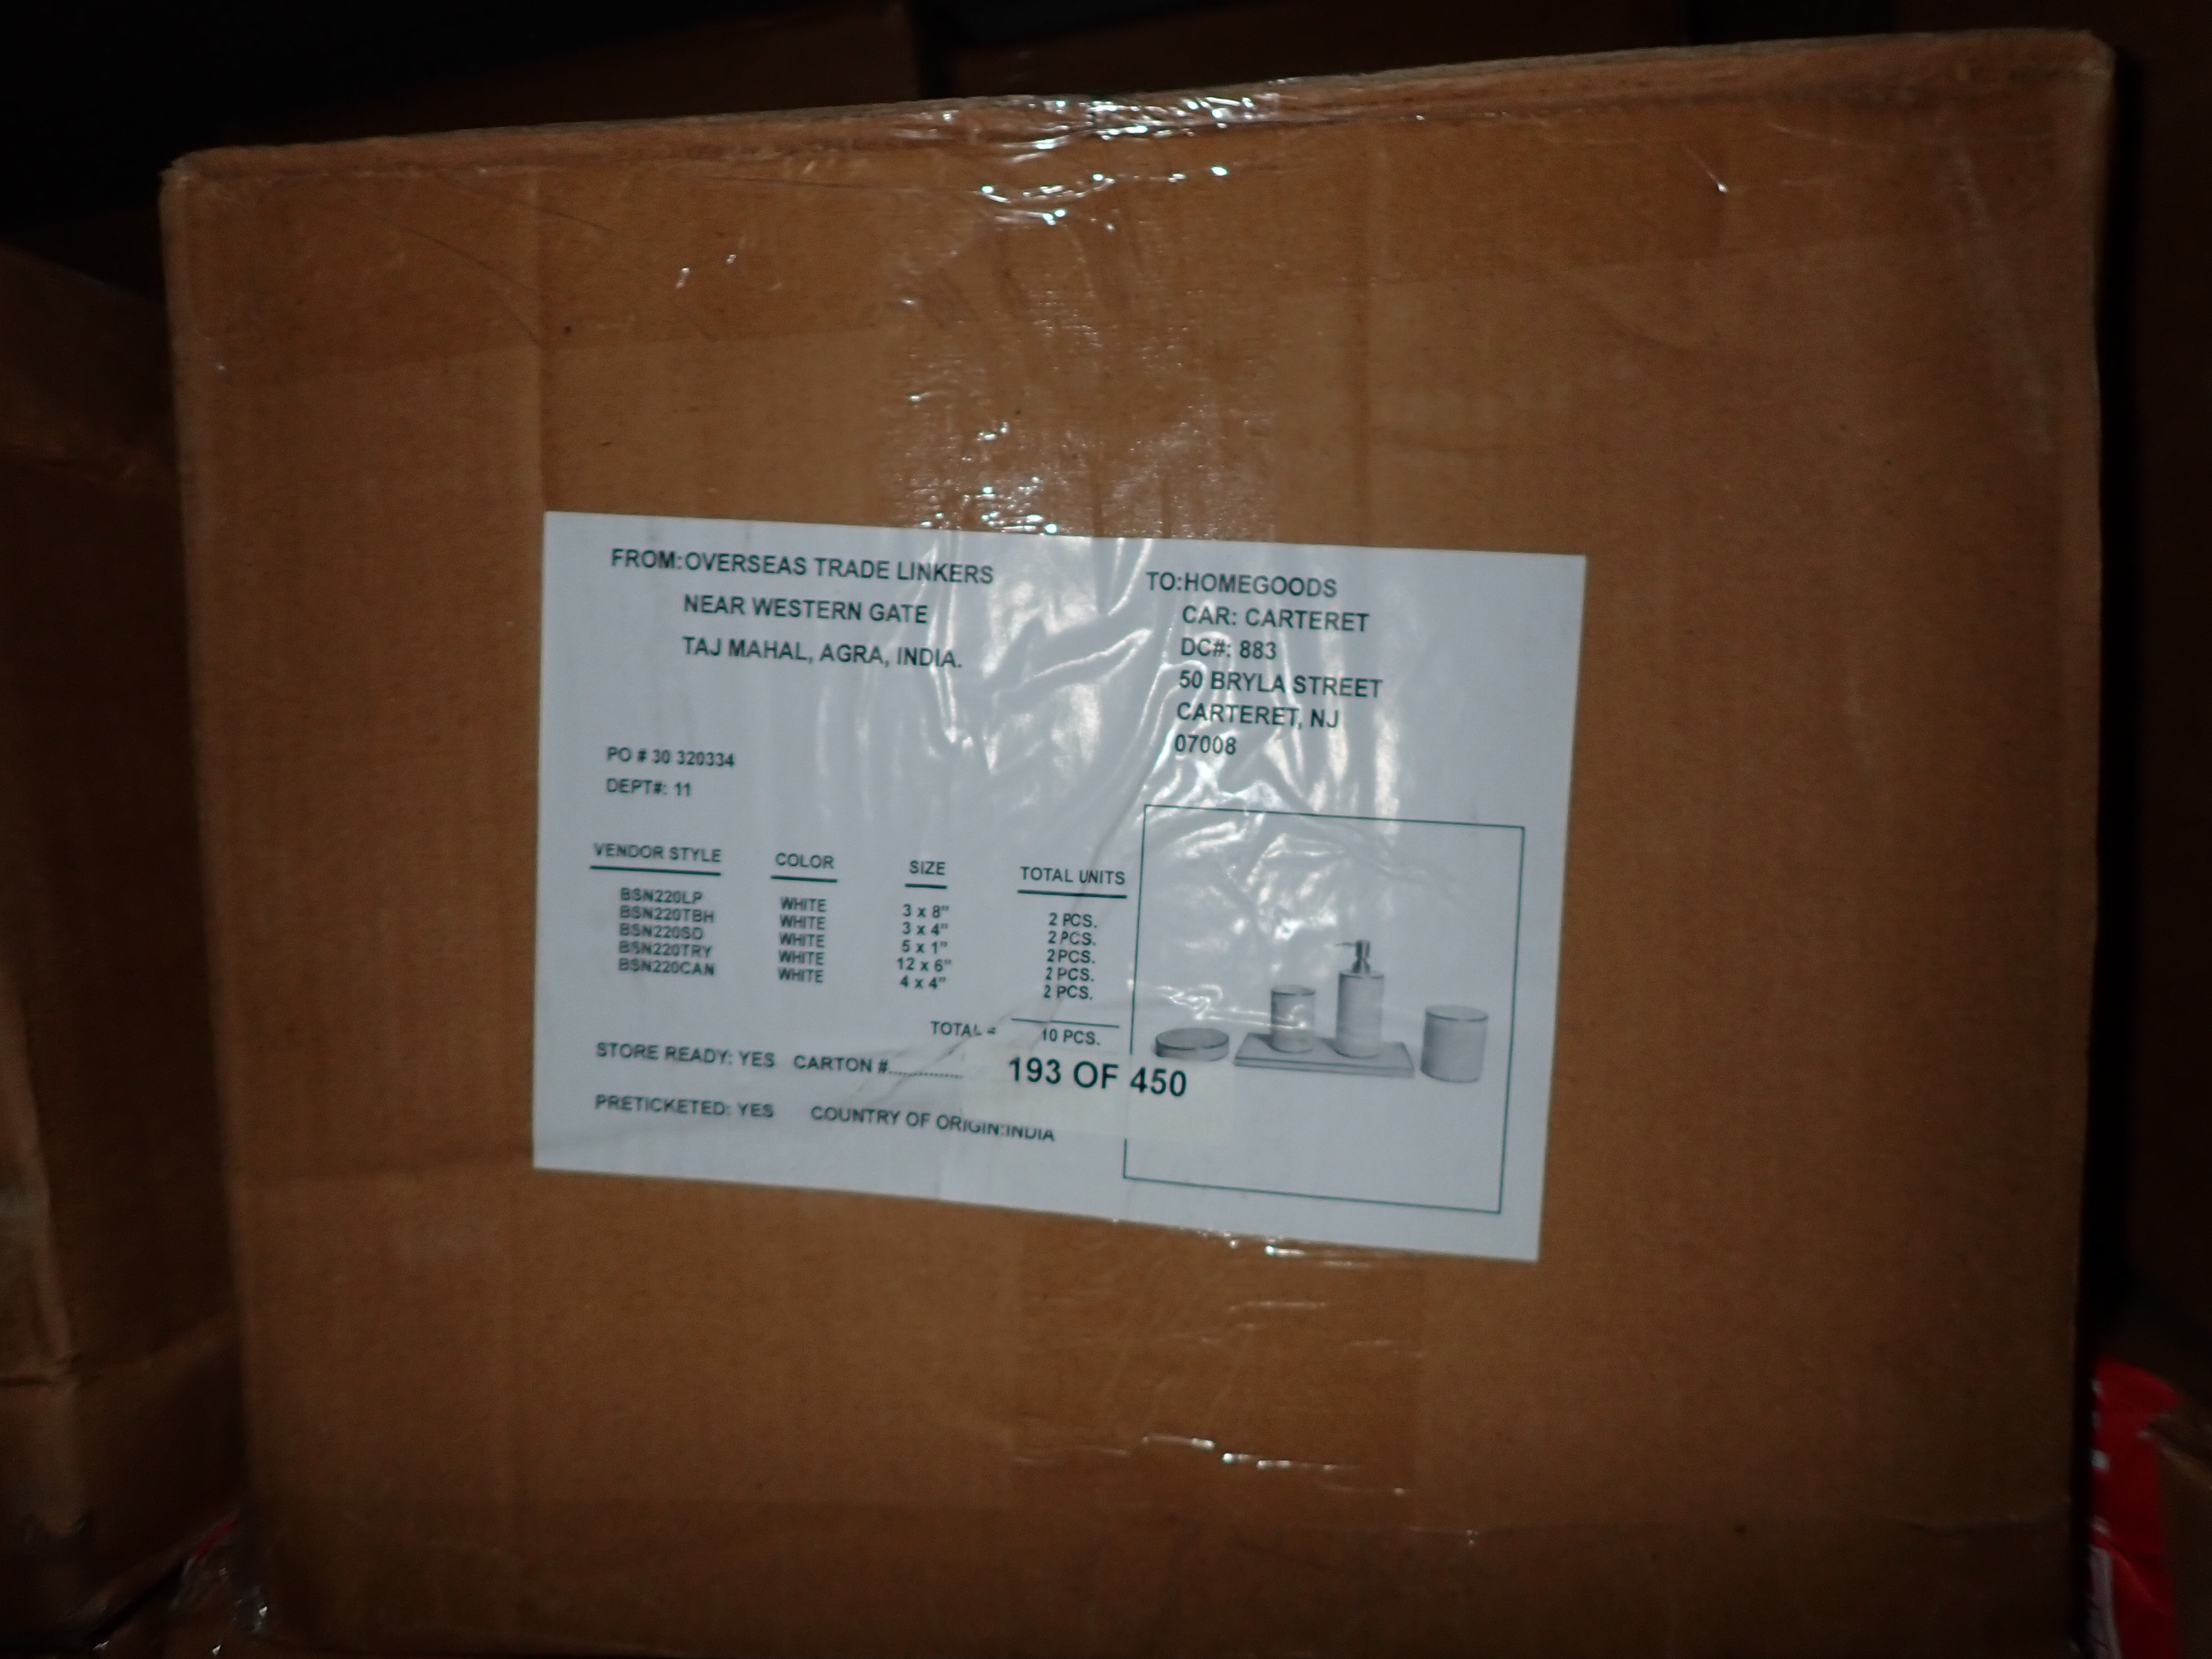 FROM:OVERSEAS TRADE LINKERS
NEAR WESTERN GATE
TAJ MAHAL, AGRA, INDIA.
TO:HOMEGOODS
CAR: CARTERET
DC#: 883
50 BRYLA STREET
CARTERET, NJ
07008
PO # 30 320334
DEPT#: 11
VENDOR STYLE COLOR SIZE TOTAL UNITS
BSN220LP WHITE 3 x 8" 2 PCS.
BSN220TBH WHITE 3 x 4" 2 PCS.
BSN220SD WHITE 5 x 1" 2 PCS.
BSN220TRY WHITE 12 x 6" 2 PCS.
BSN220CAN WHITE 4 x 4" 2 PCS.
TOTAL = 10 PCS.
STORE READY: YES CARTON #.............. 193 OF 450
PRETICKETED: YES COUNTRY OF ORIGIN:INDIA